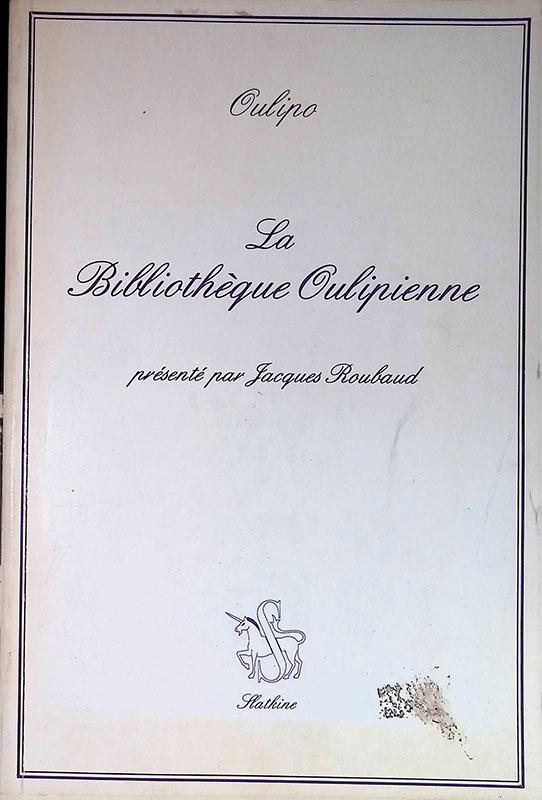 Oulipo
La
Bibliothèque Oulipienne
présenté par Jacques Roubaud
Slatkine